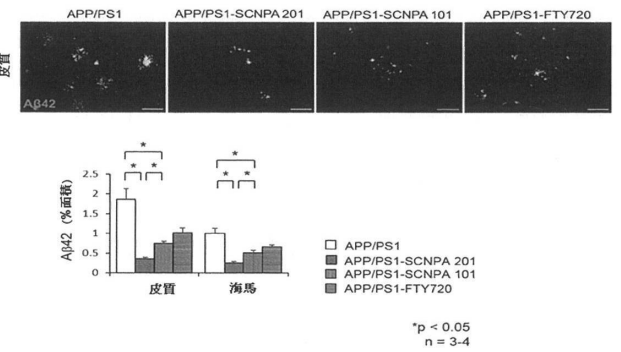 APP/PS1 APP/PS1-SCNPA 201 APP/PS1-SCNPA 101 APP/PS1-FTY720
皮質
Aβ42
* * * * * *
Aβ42 (%面積)
2.5
2
1.5
1
0.5
0
皮質 海馬
APP/PS1
APP/PS1-SCNPA 201
APP/PS1-SCNPA 101
APP/PS1-FTY720
*p < 0.05
n = 3-4